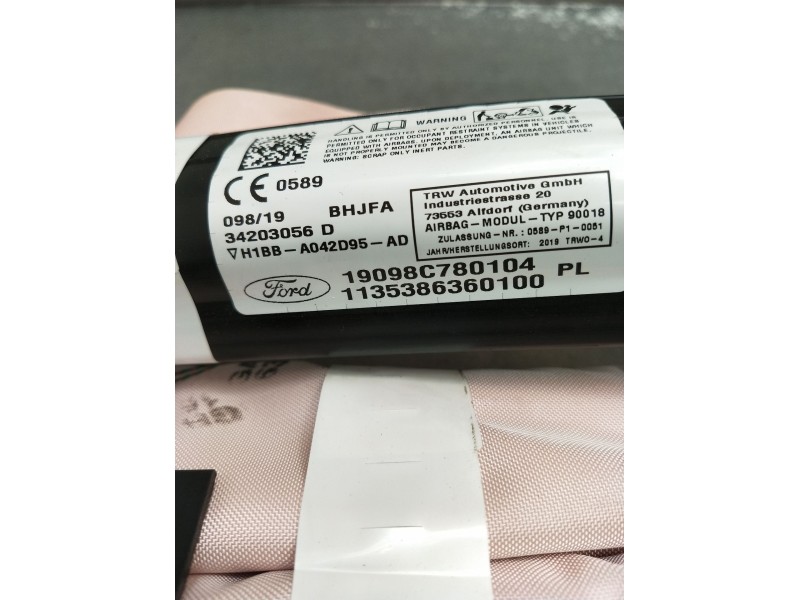 WARNING
HANDLING IS PERMITTED ONLY BY AUTHORIZED PERSONNEL. USE IS
PERMITTED ONLY FOR OCCUPANT RESTRAINT SYSTEMS IN VEHICLES
WITH AIRBAGS. UPON DEPLOYMENT, AN AIRBAG UNIT WHICH
IS NOT PROPERLY MOUNTED MAY BECOME A DANGEROUS PROJECTILE.
WARNING: SCRAP ONLY INERT PARTS.
CE 0589
098/19 BHJFA
34203056 D
▽H1BB-A042D95-AD
TRW Automotive GmbH
Industriestrasse 20
73553 Alfdorf (Germany)
AIRBAG-MODUL-TYP 90018
ZULASSUNG-NR.: 0589-P1-0051
JAHR/HERSTELLUNGSORT: 2019 TRWO-4
Ford
19098C780104 PL
1135386360100